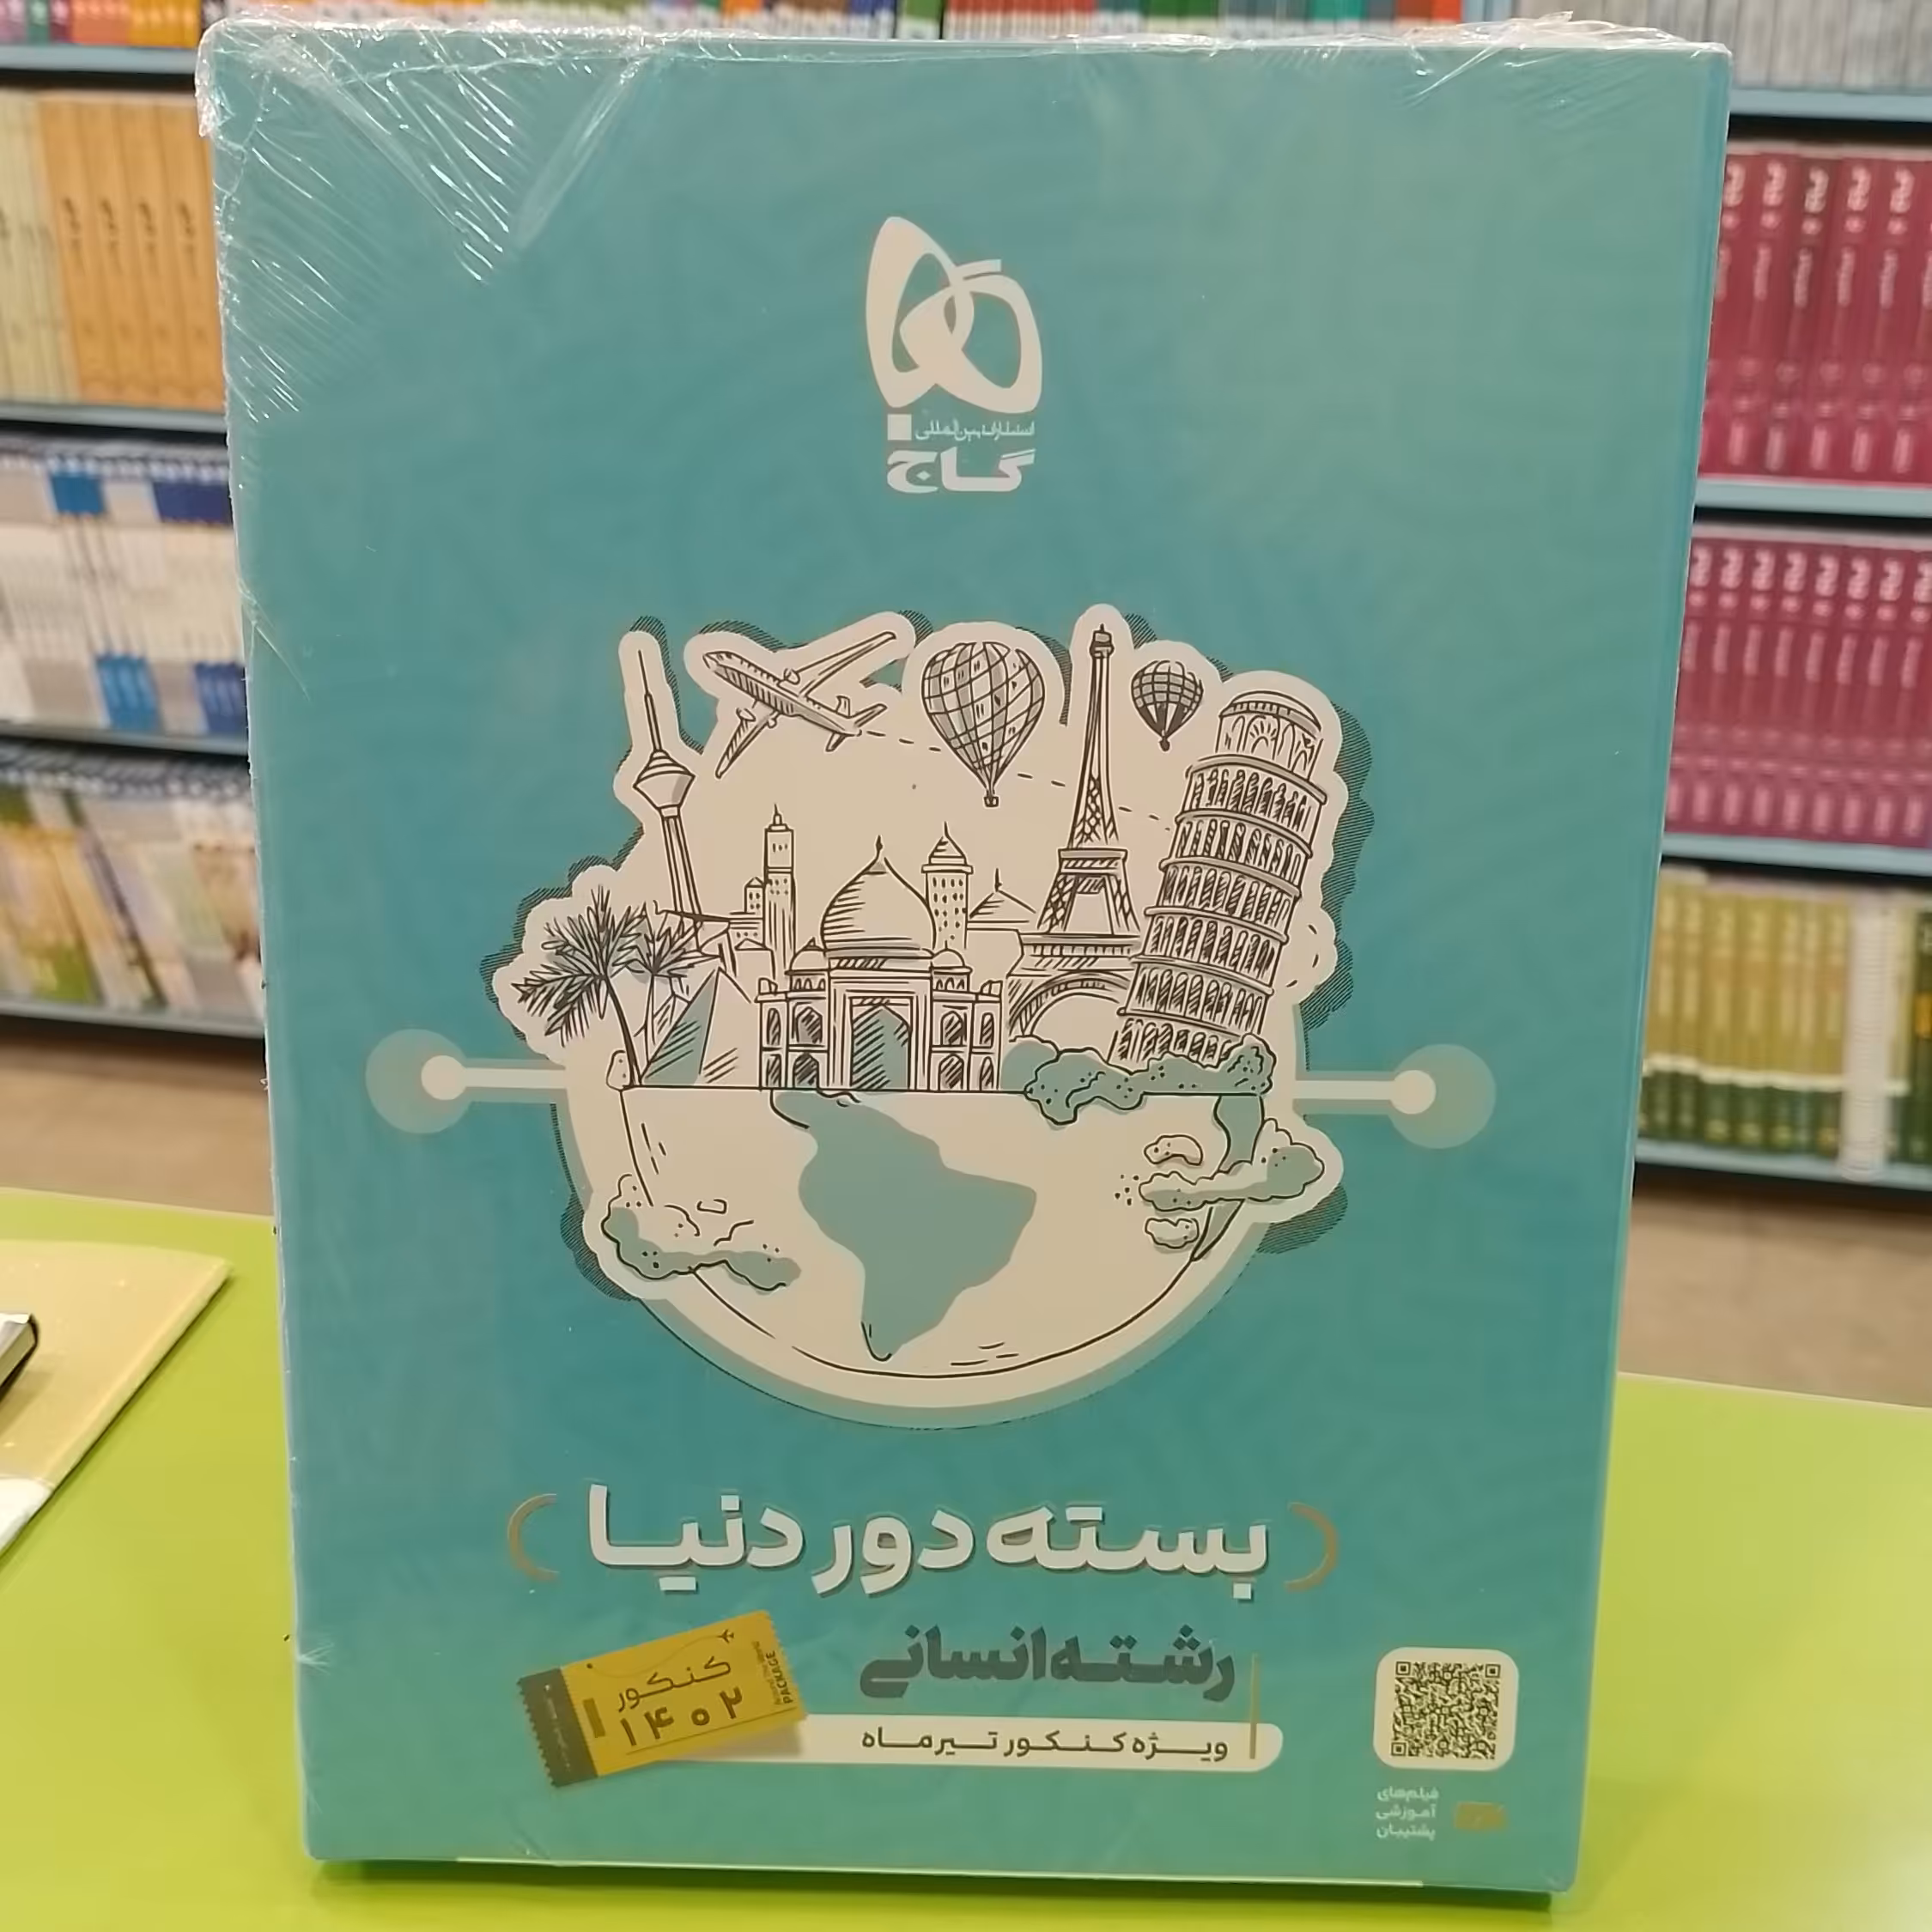 انتشارات بین‌المللی
گاج
بسته دور دنیا
رشته انسانی
ویژه کنکور تیرماه
کنکور
۱۴۰۲
PACKAGE
فیلم‌های
آموزشی
پشتیبان